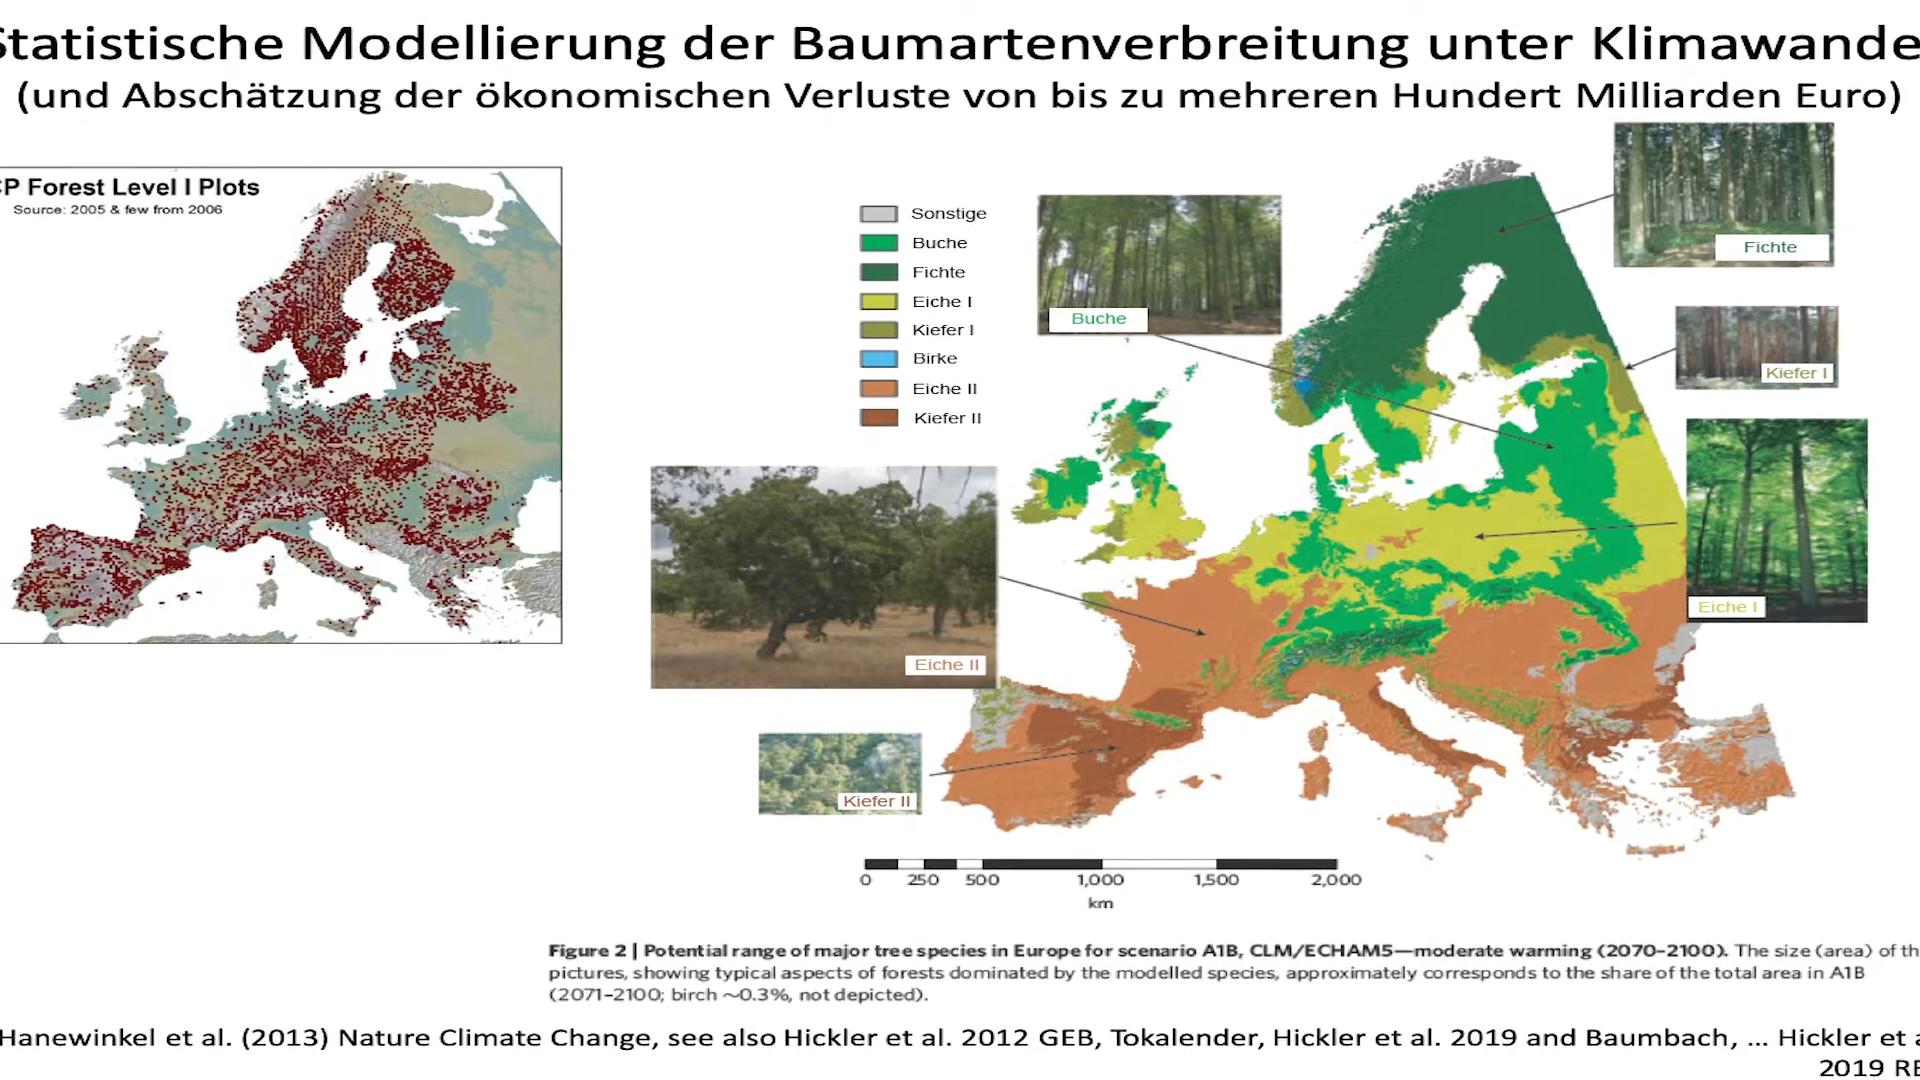 Statistische Modellierung der Baumartenverbreitung unter Klimawande
(und Abschätzung der ökonomischen Verluste von bis zu mehreren Hundert Milliarden Euro)
CP Forest Level I Plots
Source: 2005 & few from 2006
Sonstige
Buche
Fichte
Eiche I
Kiefer I
Birke
Eiche II
Kiefer II
Buche
Fichte
Kiefer I
Eiche I
Eiche II
Kiefer II
0 250 500 1,000 1,500 2,000
km
Figure 2 | Potential range of major tree species in Europe for scenario A1B, CLM/ECHAM5—moderate warming (2070–2100). The size (area) of th
pictures, showing typical aspects of forests dominated by the modelled species, approximately corresponds to the share of the total area in A1B
(2071–2100; birch ~0.3%, not depicted).
Hanewinkel et al. (2013) Nature Climate Change, see also Hickler et al. 2012 GEB, Tokalender, Hickler et al. 2019 and Baumbach, ... Hickler et a
2019 RE